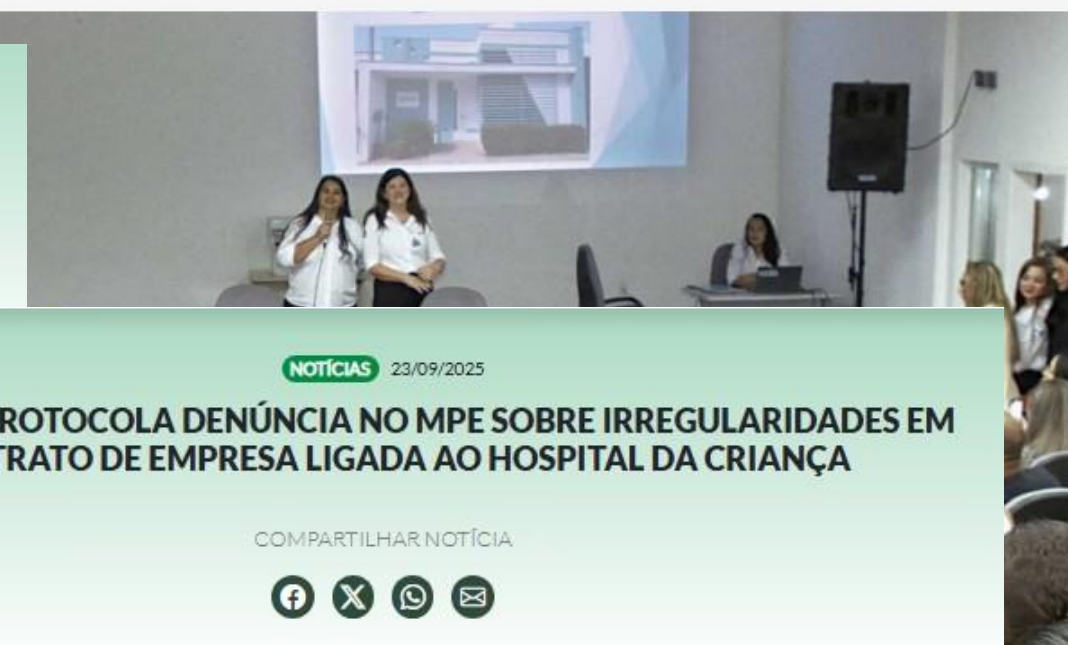 NOTÍCIAS 23/09/2025
ROTOCOLA DENÚNCIA NO MPE SOBRE IRREGULARIDADES EM
TRATO DE EMPRESA LIGADA AO HOSPITAL DA CRIANÇA
COMPARTILHAR NOTÍCIA